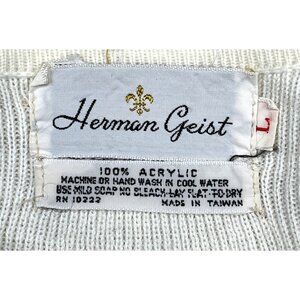 Herman Geist
L
100% ACRYLIC
MACHINE OR HAND WASH IN COOL WATER
USE MILD SOAP NO BLEACH LAY FLAT TO DRY
RN 10222 MADE IN TAIWAN